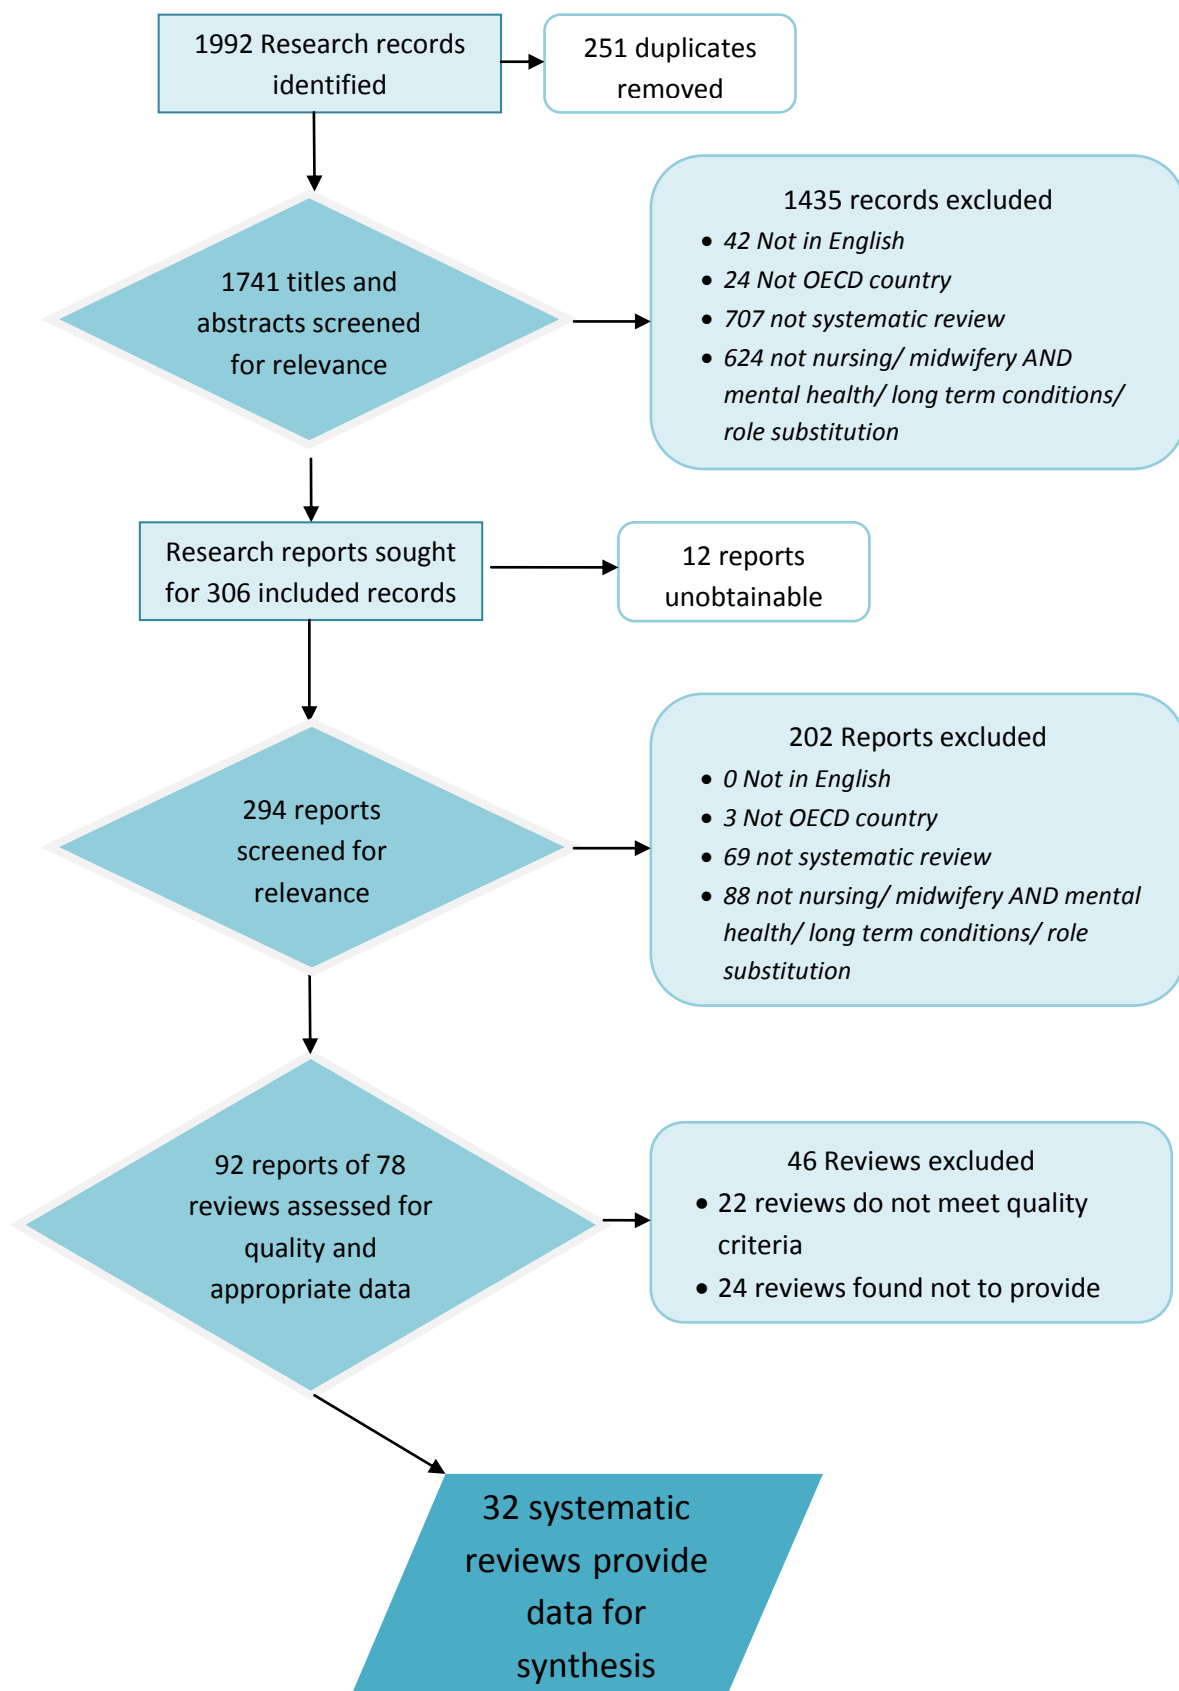 1992 Research records
identified
251 duplicates
removed
1741 titles and
abstracts screened
for relevance
1435 records excluded
• 42 Not in English
• 24 Not OECD country
• 707 not systematic review
• 624 not nursing/ midwifery AND
mental health/ long term conditions/
role substitution
Research reports sought
for 306 included records
12 reports
unobtainable
294 reports
screened for
relevance
202 Reports excluded
• 0 Not in English
• 3 Not OECD country
• 69 not systematic review
• 88 not nursing/ midwifery AND mental
health/ long term conditions/ role
substitution
92 reports of 78
reviews assessed for
quality and
appropriate data
46 Reviews excluded
• 22 reviews do not meet quality
criteria
• 24 reviews found not to provide
32 systematic
reviews provide
data for
synthesis